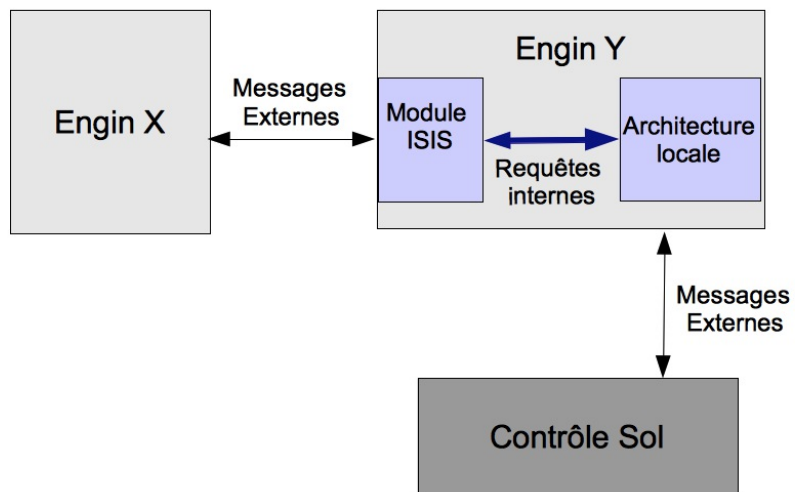 Engin X
Messages
Externes
Engin Y
Module
ISIS
Requêtes
internes
Architecture
locale
Messages
Externes
Contrôle Sol